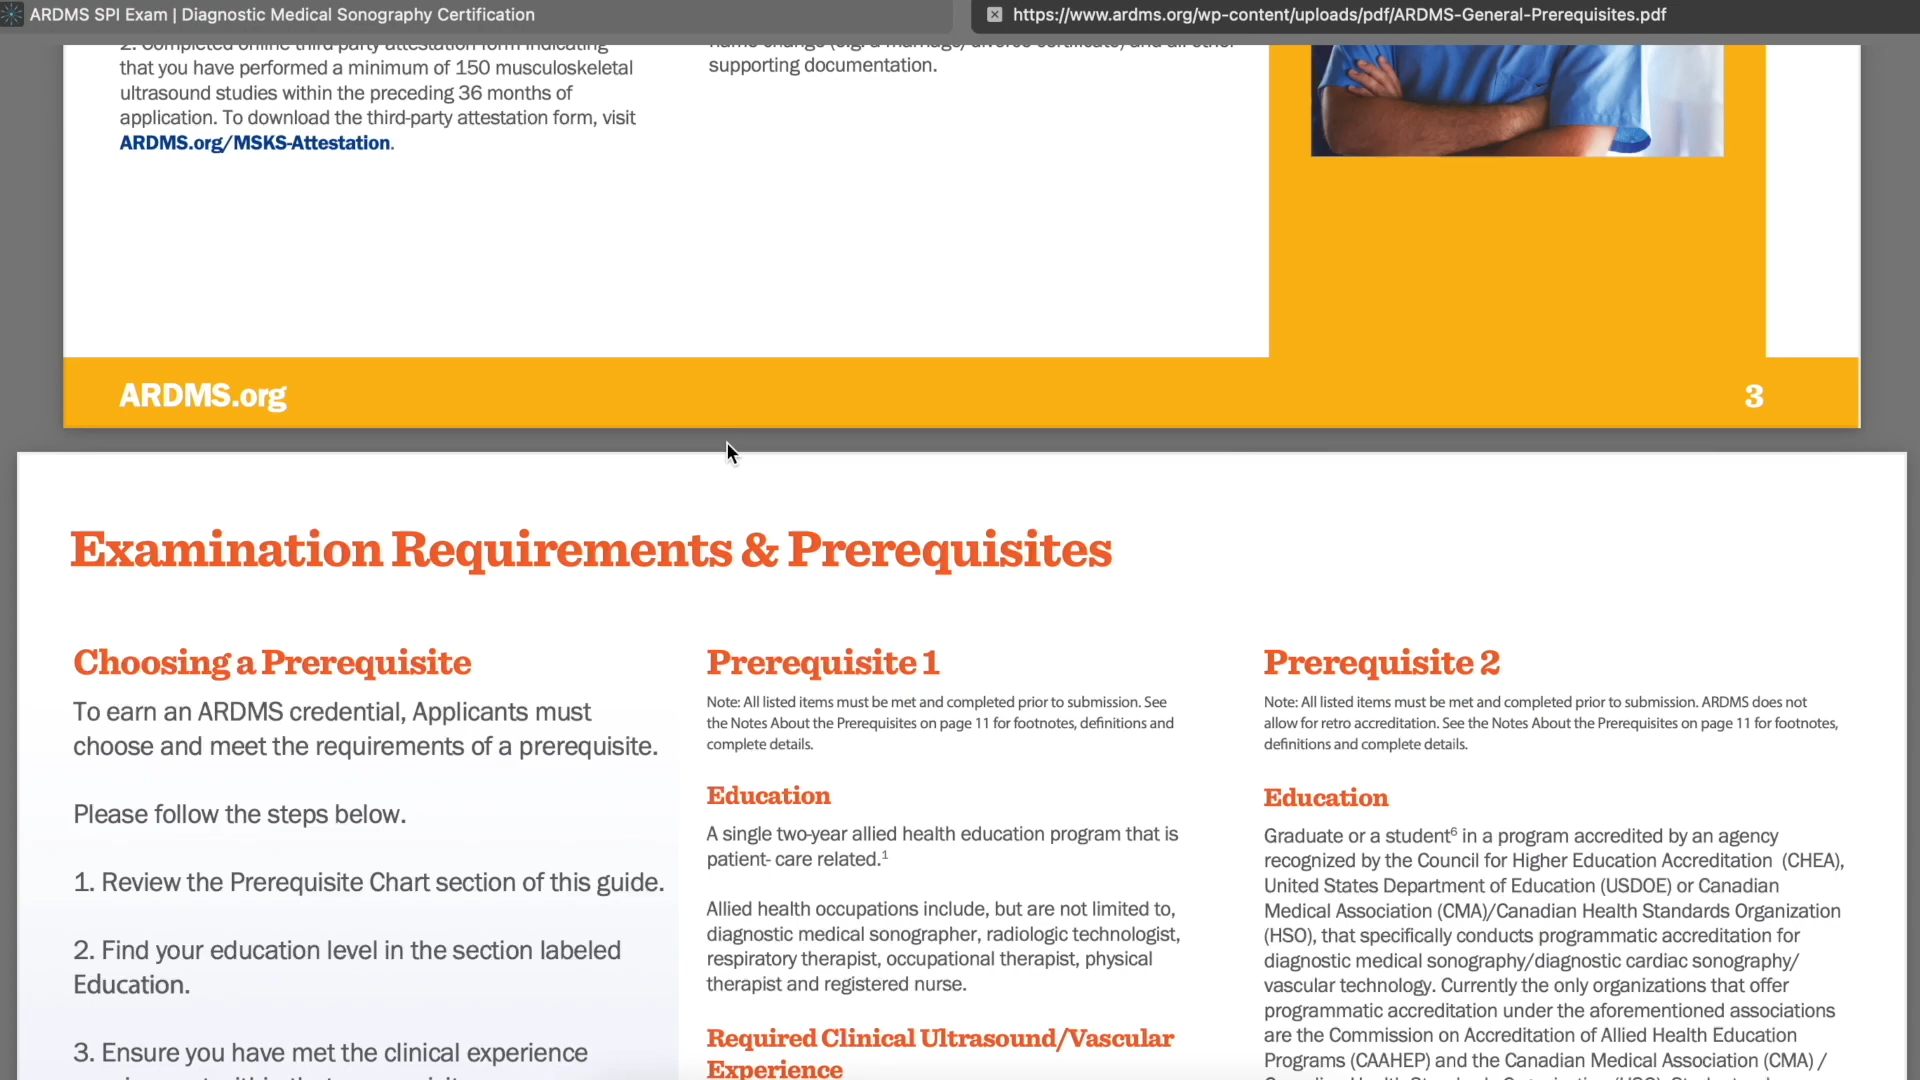 ARDMS SPI Exam | Diagnostic Medical Sonography Certification
https://www.ardms.org/wp-content/uploads/pdf/ARDMS-General-Prerequisites.pdf
2. Completed online third party attestation form indicating
that you have performed a minimum of 150 musculoskeletal
ultrasound studies within the preceding 36 months of
application. To download the third-party attestation form, visit
ARDMS.org/MSKS-Attestation.
name change (e.g. a marriage/divorce certificate) and all other
supporting documentation.
ARDMS.org
3
Examination Requirements & Prerequisites
Choosing a Prerequisite
To earn an ARDMS credential, Applicants must
choose and meet the requirements of a prerequisite.
Please follow the steps below.
1. Review the Prerequisite Chart section of this guide.
2. Find your education level in the section labeled
Education.
3. Ensure you have met the clinical experience
Prerequisite 1
Note: All listed items must be met and completed prior to submission. See
the Notes About the Prerequisites on page 11 for footnotes, definitions and
complete details.
Education
A single two-year allied health education program that is
patient- care related.¹
Allied health occupations include, but are not limited to,
diagnostic medical sonographer, radiologic technologist,
respiratory therapist, occupational therapist, physical
therapist and registered nurse.
Required Clinical Ultrasound/Vascular
Experience
Prerequisite 2
Note: All listed items must be met and completed prior to submission. ARDMS does not
allow for retro accreditation. See the Notes About the Prerequisites on page 11 for footnotes,
definitions and complete details.
Education
Graduate or a student⁶ in a program accredited by an agency
recognized by the Council for Higher Education Accreditation (CHEA),
United States Department of Education (USDOE) or Canadian
Medical Association (CMA)/Canadian Health Standards Organization
(HSO), that specifically conducts programmatic accreditation for
diagnostic medical sonography/diagnostic cardiac sonography/
vascular technology. Currently the only organizations that offer
programmatic accreditation under the aforementioned associations
are the Commission on Accreditation of Allied Health Education
Programs (CAAHEP) and the Canadian Medical Association (CMA) /